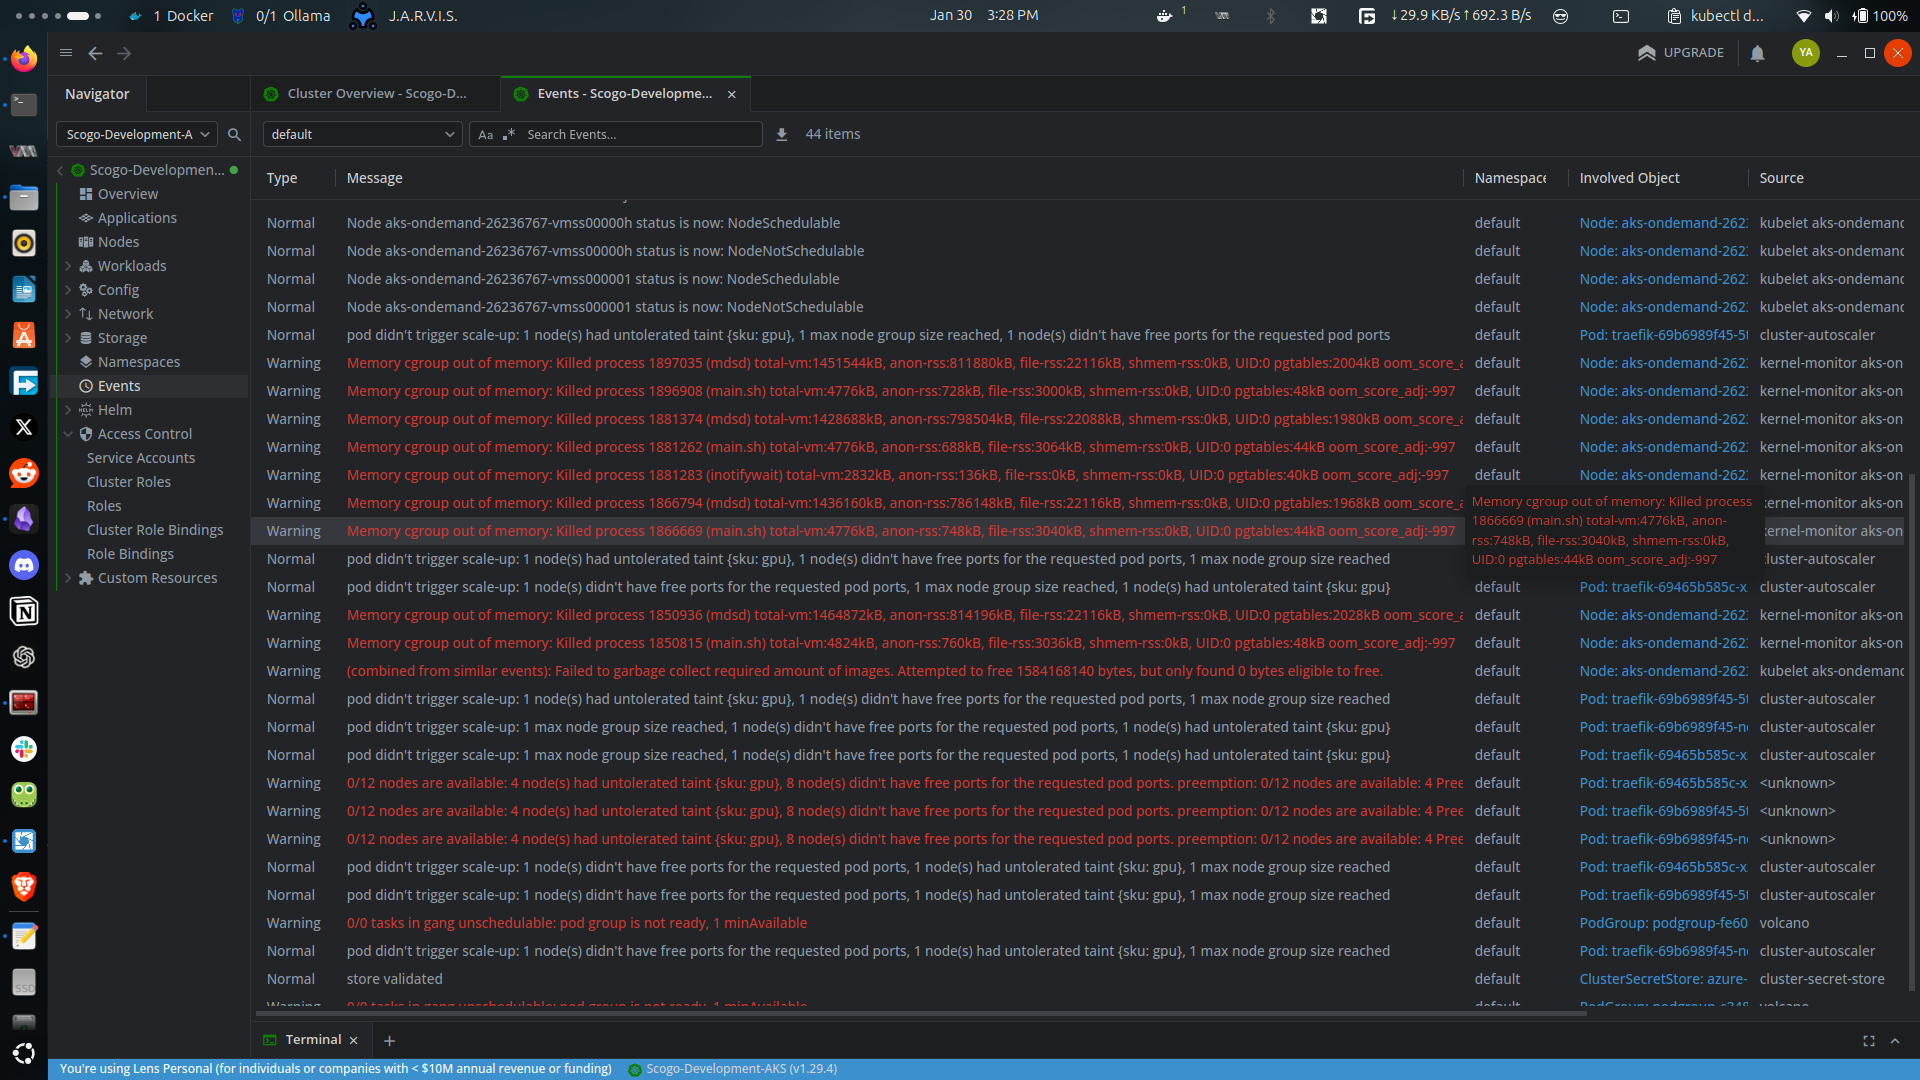 1 Docker 0/1 Ollama J.A.R.V.I.S. Jan 30 3:28 PM 1 ↓29.9 KB/s↑692.3 B/s kubectl d... 100%
UPGRADE YA
Navigator Cluster Overview - Scogo-D... Events - Scogo-Developme...
Scogo-Development-A default Aa .* Search Events... 44 items
Scogo-Developmen...
Overview
Applications
Nodes
Workloads
Config
Network
Storage
Namespaces
Events
Helm
Access Control
Service Accounts
Cluster Roles
Roles
Cluster Role Bindings
Role Bindings
Custom Resources
Type Message Namespace Involved Object Source
Normal Node aks-ondemand-26236767-vmss00000h status is now: NodeSchedulable default Node: aks-ondemand-262: kubelet aks-ondemand
Normal Node aks-ondemand-26236767-vmss00000h status is now: NodeNotSchedulable default Node: aks-ondemand-262: kubelet aks-ondemand
Normal Node aks-ondemand-26236767-vmss000001 status is now: NodeSchedulable default Node: aks-ondemand-262: kubelet aks-ondemand
Normal Node aks-ondemand-26236767-vmss000001 status is now: NodeNotSchedulable default Node: aks-ondemand-262: kubelet aks-ondemand
Normal pod didn't trigger scale-up: 1 node(s) had untolerated taint {sku: gpu}, 1 max node group size reached, 1 node(s) didn't have free ports for the requested pod ports default Pod: traefik-69b6989f45-5t cluster-autoscaler
Warning Memory cgroup out of memory: Killed process 1897035 (mdsd) total-vm:1451544kB, anon-rss:811880kB, file-rss:22116kB, shmem-rss:0kB, UID:0 pgtables:2004kB oom_score_a default Node: aks-ondemand-262: kernel-monitor aks-on
Warning Memory cgroup out of memory: Killed process 1896908 (main.sh) total-vm:4776kB, anon-rss:728kB, file-rss:3000kB, shmem-rss:0kB, UID:0 pgtables:48kB oom_score_adj:-997 default Node: aks-ondemand-262: kernel-monitor aks-on
Warning Memory cgroup out of memory: Killed process 1881374 (mdsd) total-vm:1428688kB, anon-rss:798504kB, file-rss:22088kB, shmem-rss:0kB, UID:0 pgtables:1980kB oom_score_a default Node: aks-ondemand-262: kernel-monitor aks-on
Warning Memory cgroup out of memory: Killed process 1881262 (main.sh) total-vm:4776kB, anon-rss:688kB, file-rss:3064kB, shmem-rss:0kB, UID:0 pgtables:44kB oom_score_adj:-997 default Node: aks-ondemand-262: kernel-monitor aks-on
Warning Memory cgroup out of memory: Killed process 1881283 (inotifywait) total-vm:2832kB, anon-rss:136kB, file-rss:0kB, shmem-rss:0kB, UID:0 pgtables:40kB oom_score_adj:-997 default Node: aks-ondemand-262: kernel-monitor aks-on
Warning Memory cgroup out of memory: Killed process 1866794 (mdsd) total-vm:1436160kB, anon-rss:786148kB, file-rss:22116kB, shmem-rss:0kB, UID:0 pgtables:1968kB oom_score_a kernel-monitor aks-on
Warning Memory cgroup out of memory: Killed process 1866669 (main.sh) total-vm:4776kB, anon-rss:748kB, file-rss:3040kB, shmem-rss:0kB, UID:0 pgtables:44kB oom_score_adj:-997 kernel-monitor aks-on
Memory cgroup out of memory: Killed process
1866669 (main.sh) total-vm:4776kB, anon-
rss:748kB, file-rss:3040kB, shmem-rss:0kB,
UID:0 pgtables:44kB oom_score_adj:-997
Normal pod didn't trigger scale-up: 1 node(s) had untolerated taint {sku: gpu}, 1 node(s) didn't have free ports for the requested pod ports, 1 max node group size reached cluster-autoscaler
Normal pod didn't trigger scale-up: 1 node(s) didn't have free ports for the requested pod ports, 1 max node group size reached, 1 node(s) had untolerated taint {sku: gpu} default Pod: traefik-69465b585c-x cluster-autoscaler
Warning Memory cgroup out of memory: Killed process 1850936 (mdsd) total-vm:1464872kB, anon-rss:814196kB, file-rss:22116kB, shmem-rss:0kB, UID:0 pgtables:2028kB oom_score_a default Node: aks-ondemand-262: kernel-monitor aks-on
Warning Memory cgroup out of memory: Killed process 1850815 (main.sh) total-vm:4824kB, anon-rss:760kB, file-rss:3036kB, shmem-rss:0kB, UID:0 pgtables:48kB oom_score_adj:-997 default Node: aks-ondemand-262: kernel-monitor aks-on
Warning (combined from similar events): Failed to garbage collect required amount of images. Attempted to free 1584168140 bytes, but only found 0 bytes eligible to free. default Node: aks-ondemand-262: kubelet aks-ondemand
Normal pod didn't trigger scale-up: 1 node(s) had untolerated taint {sku: gpu}, 1 node(s) didn't have free ports for the requested pod ports, 1 max node group size reached default Pod: traefik-69b6989f45-5t cluster-autoscaler
Normal pod didn't trigger scale-up: 1 max node group size reached, 1 node(s) didn't have free ports for the requested pod ports, 1 node(s) had untolerated taint {sku: gpu} default Pod: traefik-69b6989f45-n cluster-autoscaler
Normal pod didn't trigger scale-up: 1 max node group size reached, 1 node(s) didn't have free ports for the requested pod ports, 1 node(s) had untolerated taint {sku: gpu} default Pod: traefik-69465b585c-x cluster-autoscaler
Warning 0/12 nodes are available: 4 node(s) had untolerated taint {sku: gpu}, 8 node(s) didn't have free ports for the requested pod ports. preemption: 0/12 nodes are available: 4 Pree default Pod: traefik-69465b585c-x <unknown>
Warning 0/12 nodes are available: 4 node(s) had untolerated taint {sku: gpu}, 8 node(s) didn't have free ports for the requested pod ports. preemption: 0/12 nodes are available: 4 Pree default Pod: traefik-69b6989f45-5t <unknown>
Warning 0/12 nodes are available: 4 node(s) had untolerated taint {sku: gpu}, 8 node(s) didn't have free ports for the requested pod ports. preemption: 0/12 nodes are available: 4 Pree default Pod: traefik-69b6989f45-n <unknown>
Normal pod didn't trigger scale-up: 1 node(s) didn't have free ports for the requested pod ports, 1 node(s) had untolerated taint {sku: gpu}, 1 max node group size reached default Pod: traefik-69465b585c-x cluster-autoscaler
Normal pod didn't trigger scale-up: 1 node(s) didn't have free ports for the requested pod ports, 1 node(s) had untolerated taint {sku: gpu}, 1 max node group size reached default Pod: traefik-69b6989f45-5t cluster-autoscaler
Warning 0/0 tasks in gang unschedulable: pod group is not ready, 1 minAvailable default PodGroup: podgroup-fe60 volcano
Normal pod didn't trigger scale-up: 1 node(s) didn't have free ports for the requested pod ports, 1 node(s) had untolerated taint {sku: gpu}, 1 max node group size reached default Pod: traefik-69b6989f45-n cluster-autoscaler
Normal store validated default ClusterSecretStore: azure- cluster-secret-store
Warning 0/0 tasks in gang unschedulable: pod group is not ready, 1 minAvailable default volcano
Terminal
You're using Lens Personal (for individuals or companies with < $10M annual revenue or funding) Scogo-Development-AKS (v1.29.4)